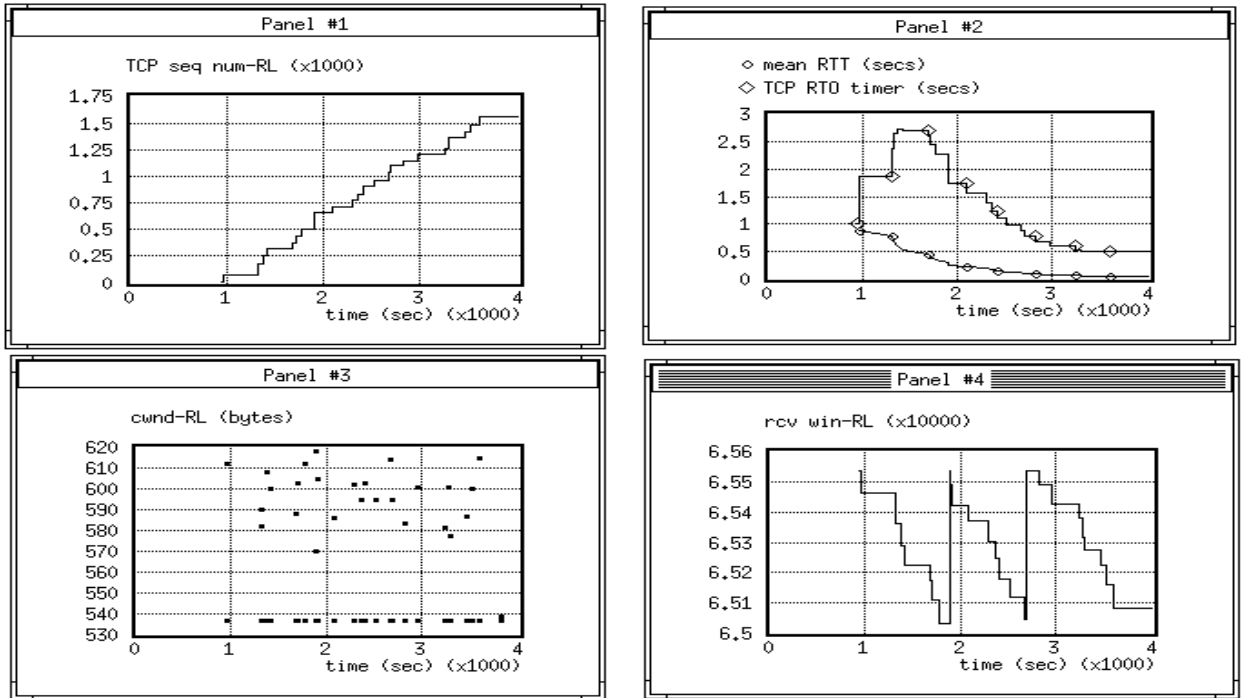 Panel #1
TCP seq num-RL (x1000)
1.75
1.5
1.25
1
0.75
0.5
0.25
0
0 1 2 3 4
time (sec) (x1000)
Panel #2
mean RTT (secs)
TCP RTO timer (secs)
3
2.5
2
1.5
1
0.5
0
0 1 2 3 4
time (sec) (x1000)
Panel #3
cwnd-RL (bytes)
620
610
600
590
580
570
560
550
540
530
0 1 2 3 4
time (sec) (x1000)
Panel #4
rcv win-RL (x10000)
6.56
6.55
6.54
6.53
6.52
6.51
6.5
0 1 2 3 4
time (sec) (x1000)